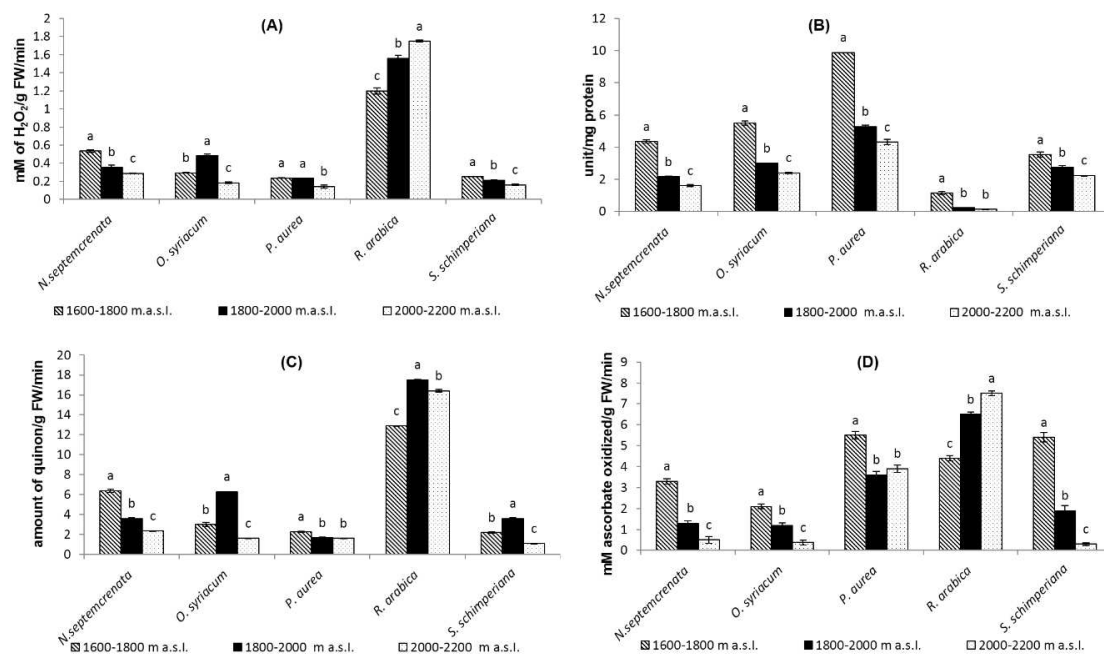 (A)
mM of H2O2/g FW/min
2
1.8
1.6
1.4
1.2
1
0.8
0.6
0.4
0.2
0
a b c
b a c
a a b
c b a
a b c
N.septemcrenata
O. syriacum
P. aurea
R. arabica
S. schimperiana
1600-1800 m.a.s.l. 1800-2000 m.a.s.l. 2000-2200 m.a.s.l.
(B)
unit/mg protein
12
10
8
6
4
2
0
a b c
a b c
a b c
a b b
a b c
N.septemcrenata
O. syriacum
P. aurea
R. arabica
S. schimperiana
1600-1800 m.a.s.l. 1800-2000 m.a.s.l. 2000-2200 m.a.s.l.
(C)
amount of quinon/g FW/min
20
18
16
14
12
10
8
6
4
2
0
a b c
b a c
a b b
c a b
b a c
N.septemcrenata
O. syriacum
P. aurea
R. arabica
S. schimperiana
1600-1800 m a.s.l. 1800-2000 m a.s.l. 2000-2200 m a.s.l.
(D)
mM ascorbate oxidized/g FW/min
9
8
7
6
5
4
3
2
1
0
a b c
a b c
a b b
c b a
a b c
N.septemcrenata
O. syriacum
P. aurea
R. arabica
S. schimperiana
1600-1800 m.a.s.l. 1800-2000 m.a.s.l. 2000-2200 m.a.s.l.